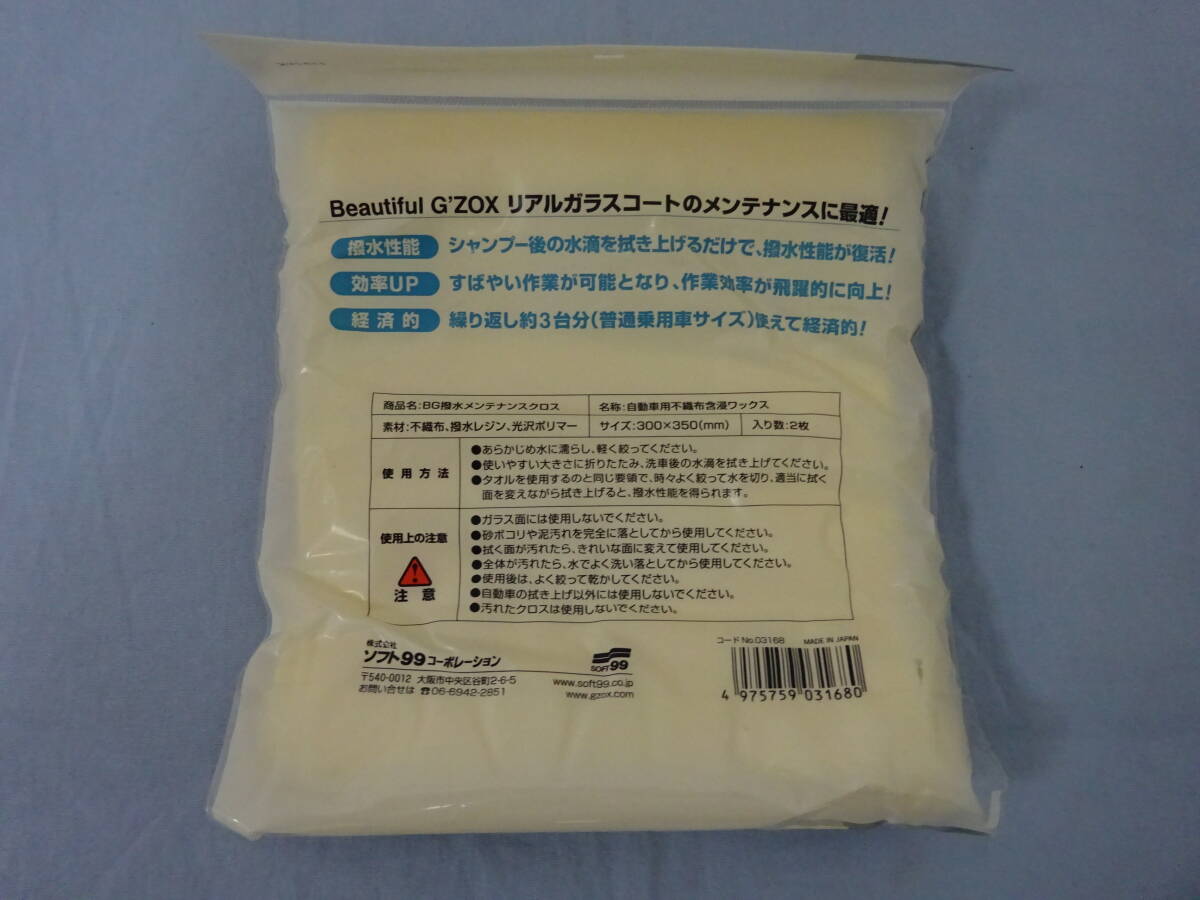 Beautiful G'ZOX リアルガラスコートのメンテナンスに最適!
撥水性能 シャンプー後の水滴を拭き上げるだけで、撥水性能が復活!
効率UP すばやい作業が可能となり、作業効率が飛躍的に向上!
経済的 繰り返し約3台分(普通乗用車サイズ)使えて経済的!
商品名:BG撥水メンテナンスクロス 名称:自動車用不織布含浸ワックス
素材:不織布、撥水レジン、光沢ポリマー サイズ:300×350(mm) 入り数:2枚
使用方法
●あらかじめ水に濡らし、軽く絞ってください。
●使いやすい大きさに折りたたみ、洗車後の水滴を拭き上げてください。
●タオルを使用するのと同じ要領で、時々よく絞って水を切り、適当に拭く
面を変えながら拭き上げると、撥水性能を得られます。
使用上の注意
注意
●ガラス面には使用しないでください。
●砂ボコリや泥汚れを完全に落としてから使用してください。
●拭く面が汚れたら、きれいな面に変えて使用してください。
●全体が汚れたら、水でよく洗い落としてから使用してください。
●使用後は、よく絞って乾かしてください。
●自動車の拭き上げ以外には使用しないでください。
●汚れたクロスは使用しないでください。
株式会社
ソフト99コーポレーション
〒540-0012 大阪市中央区谷町2-6-5
お問い合せは ☎06-6942-2851
SOFT99
www.soft99.co.jp
www.gzox.com
コードNo.03168 MADE IN JAPAN
4 975759 031680